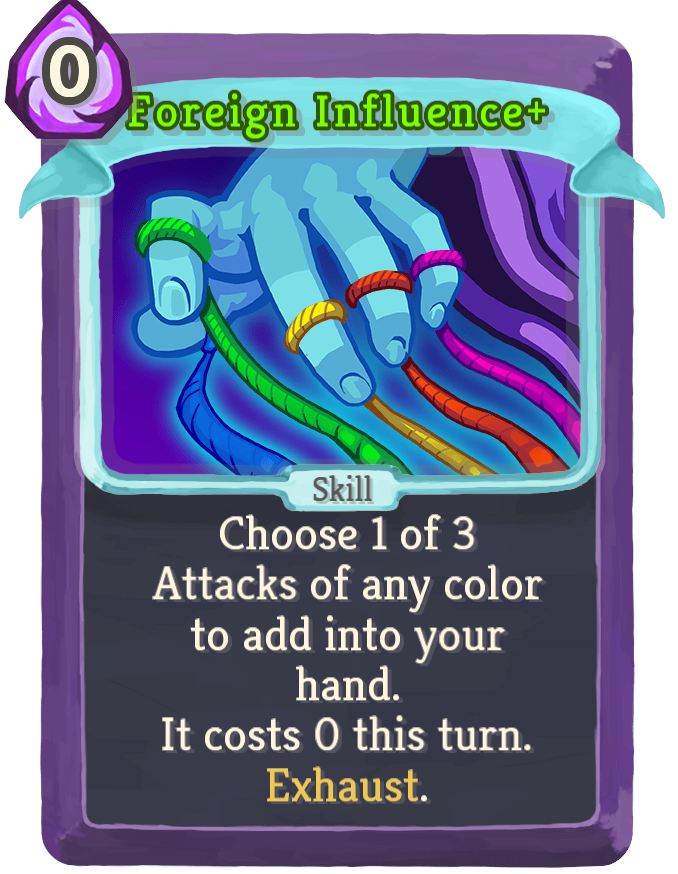 0
Foreign Influence+
Skill
Choose 1 of 3
Attacks of any color
to add into your
hand.
It costs 0 this turn.
Exhaust.